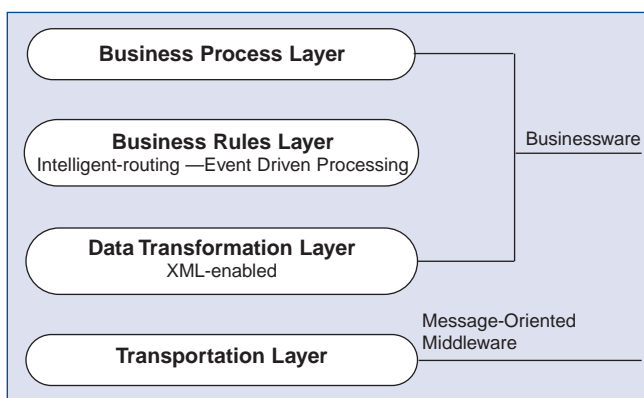 Business Process Layer
Business Rules Layer
Intelligent-routing —Event Driven Processing
Businessware
Data Transformation Layer
XML-enabled
Message-Oriented
Middleware
Transportation Layer